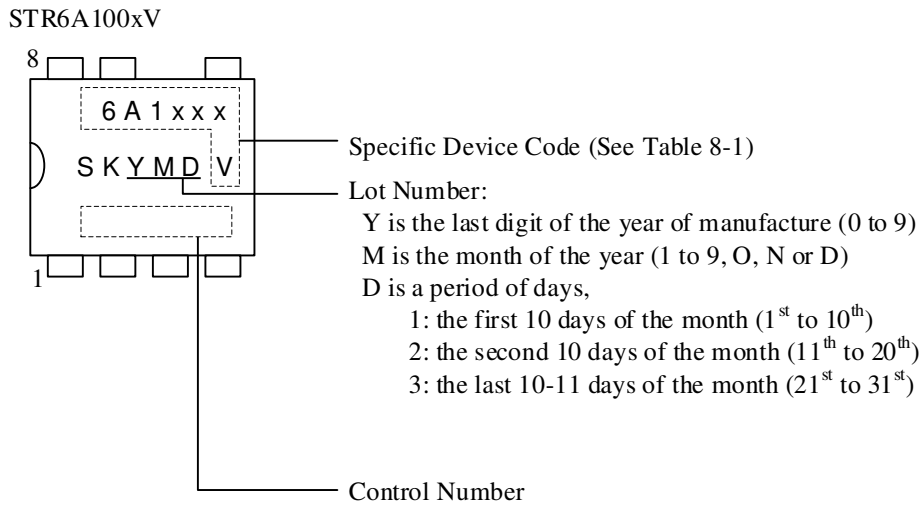 STR6A100xV
8
6 A 1 x x x
Specific Device Code (See Table 8-1)
S K Y M D V
Lot Number:
Y is the last digit of the year of manufacture (0 to 9)
M is the month of the year (1 to 9, O, N or D)
1
D is a period of days,
1: the first 10 days of the month (1st to 10th)
2: the second 10 days of the month (11th to 20th)
3: the last 10-11 days of the month (21st to 31st)
Control Number